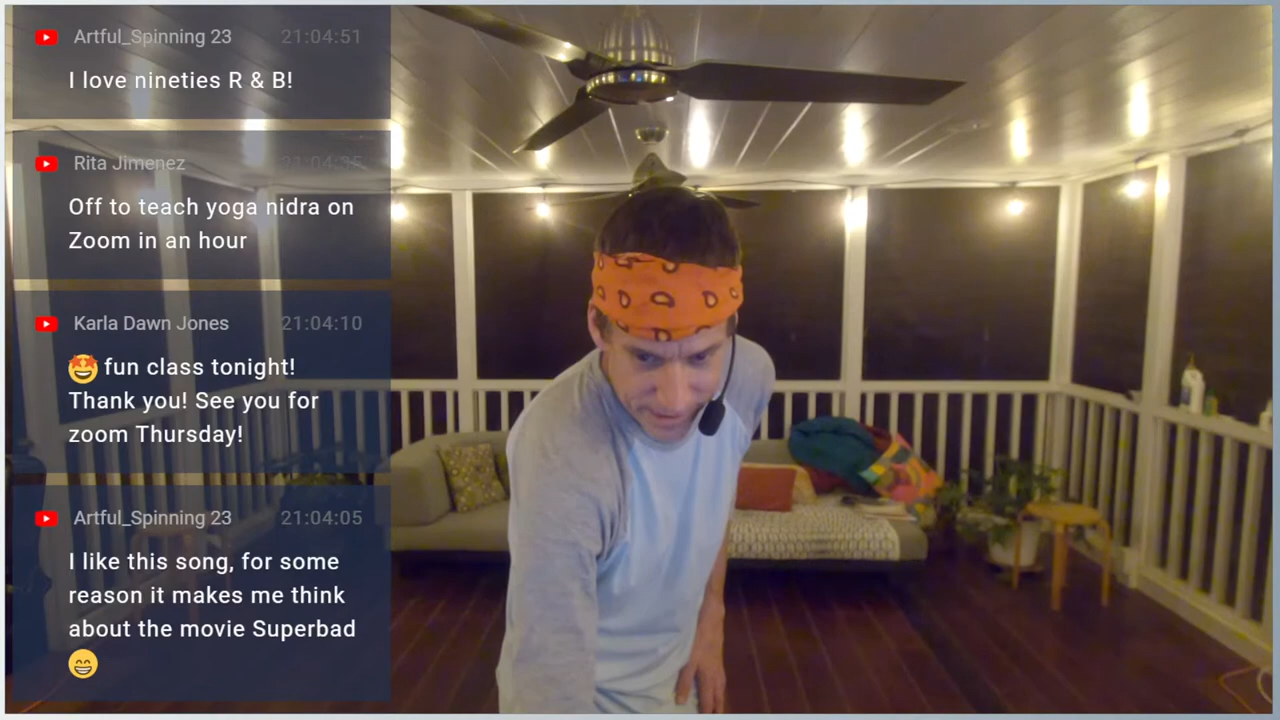 Artful_Spinning 23 21:04:51
I love nineties R & B!
Rita Jimenez
Off to teach yoga nidra on
Zoom in an hour
Karla Dawn Jones 21:04:10
🤩 fun class tonight!
Thank you! See you for
zoom Thursday!
Artful_Spinning 23 21:04:05
I like this song, for some
reason it makes me think
about the movie Superbad
😁